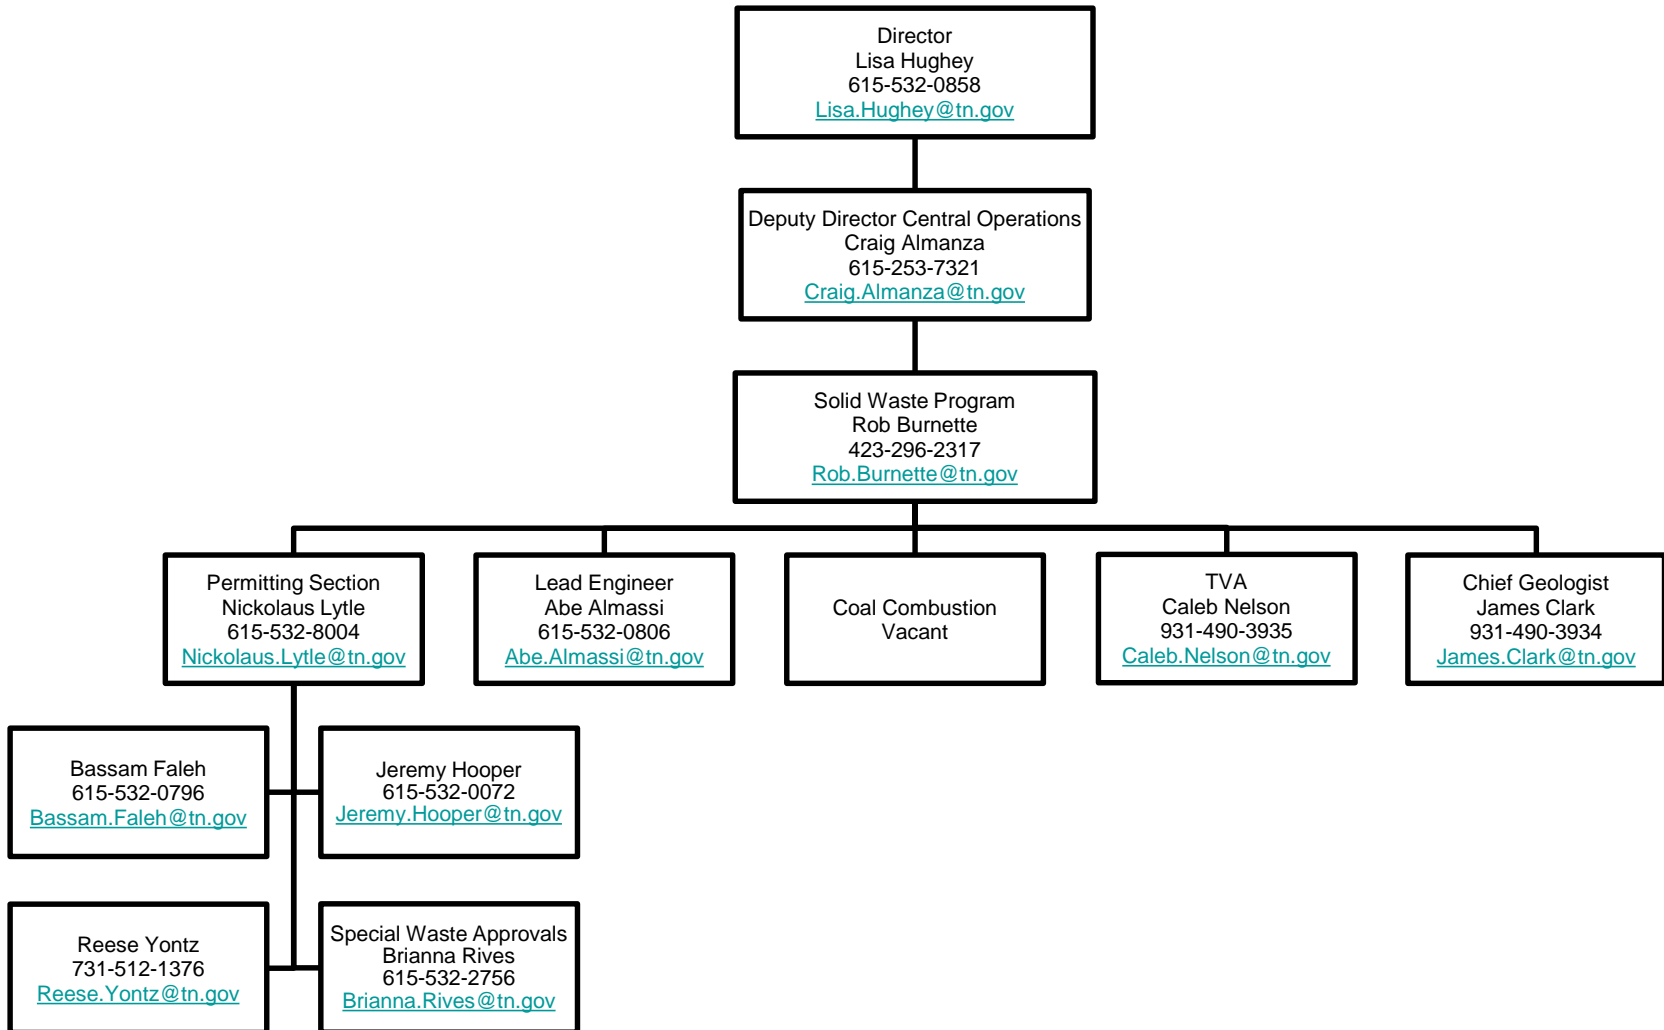 Director
Lisa Hughey
615-532-0858
Lisa.Hughey@tn.gov
Deputy Director Central Operations
Craig Almanza
615-253-7321
Craig.Almanza@tn.gov
Solid Waste Program
Rob Burnette
423-296-2317
Rob.Burnette@tn.gov
Permitting Section
Nickolaus Lytle
615-532-8004
Nickolaus.Lytle@tn.gov
Lead Engineer
Abe Almassi
615-532-0806
Abe.Almassi@tn.gov
Coal Combustion
Vacant
TVA
Caleb Nelson
931-490-3935
Caleb.Nelson@tn.gov
Chief Geologist
James Clark
931-490-3934
James.Clark@tn.gov
Bassam Faleh
615-532-0796
Bassam.Faleh@tn.gov
Jeremy Hooper
615-532-0072
Jeremy.Hooper@tn.gov
Reese Yontz
731-512-1376
Reese.Yontz@tn.gov
Special Waste Approvals
Brianna Rives
615-532-2756
Brianna.Rives@tn.gov